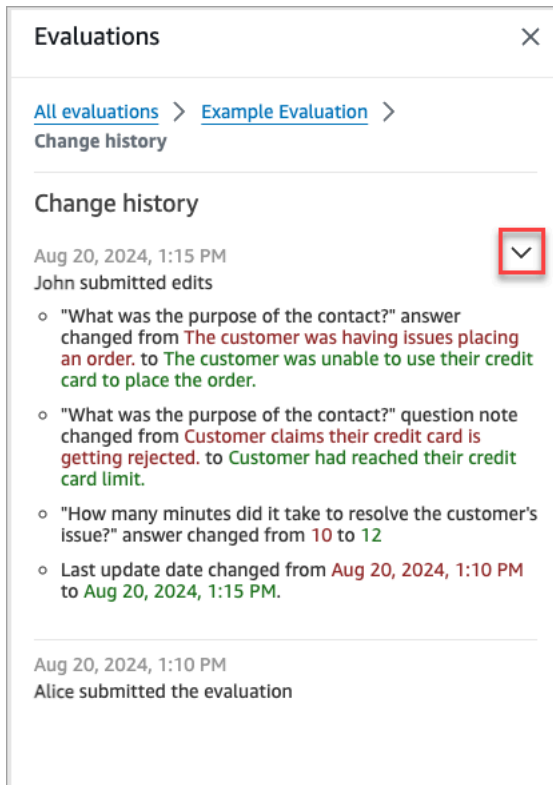 Evaluations
All evaluations > Example Evaluation >
Change history
Change history
Aug 20, 2024, 1:15 PM
John submitted edits
"What was the purpose of the contact?" answer
changed from The customer was having issues placing
an order. to The customer was unable to use their credit
card to place the order.
"What was the purpose of the contact?" question note
changed from Customer claims their credit card is
getting rejected. to Customer had reached their credit
card limit.
"How many minutes did it take to resolve the customer's
issue?" answer changed from 10 to 12
Last update date changed from Aug 20, 2024, 1:10 PM
to Aug 20, 2024, 1:15 PM.
Aug 20, 2024, 1:10 PM
Alice submitted the evaluation